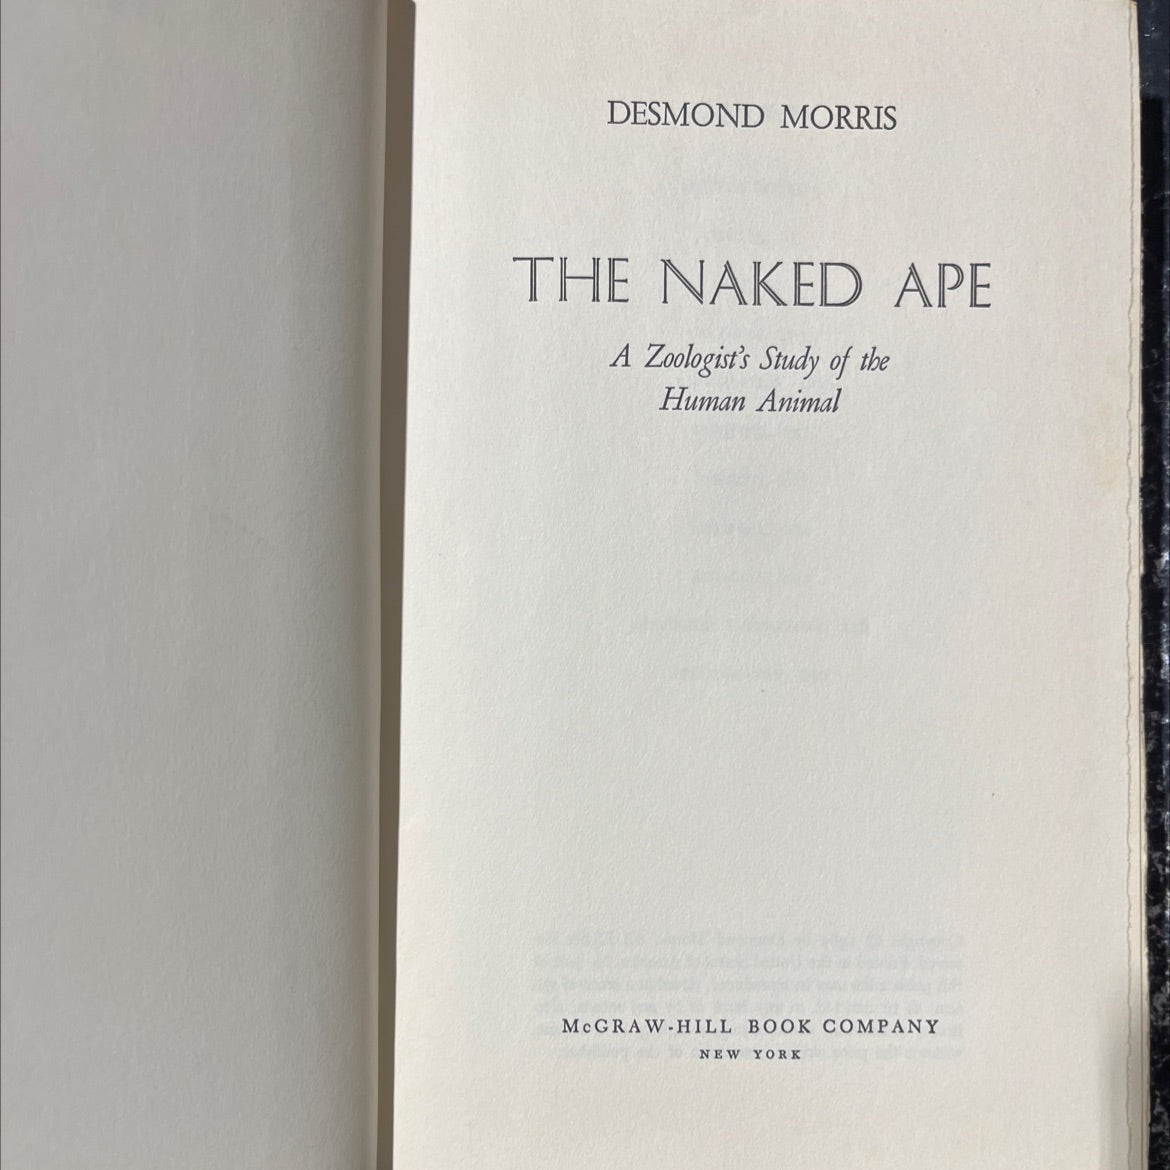 DESMOND MORRIS
THE NAKED APE
A Zoologist's Study of the
Human Animal
McGRAW-HILL BOOK COMPANY
NEW YORK